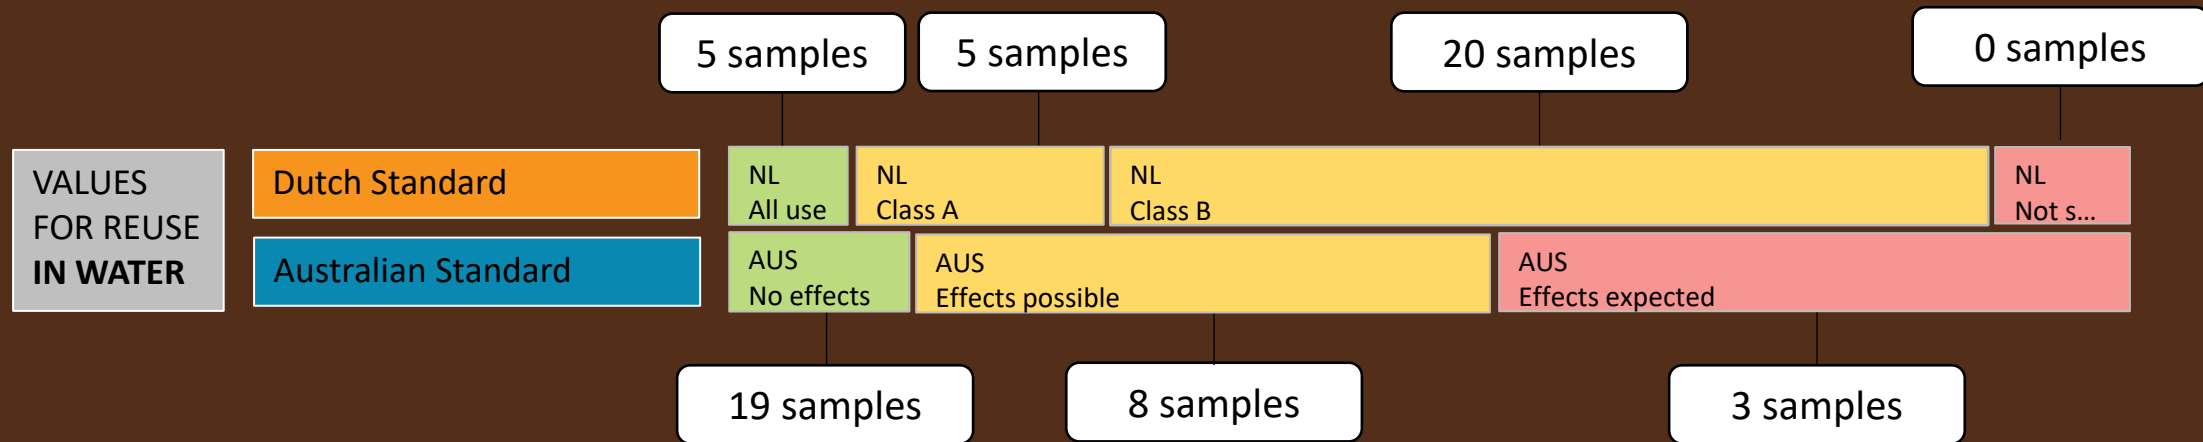 5 samples
5 samples
20 samples
0 samples
VALUES
FOR REUSE
IN WATER
Dutch Standard
NL
All use
NL
Class A
NL
Class B
NL
Not s...
Australian Standard
AUS
No effects
AUS
Effects possible
AUS
Effects expected
19 samples
8 samples
3 samples